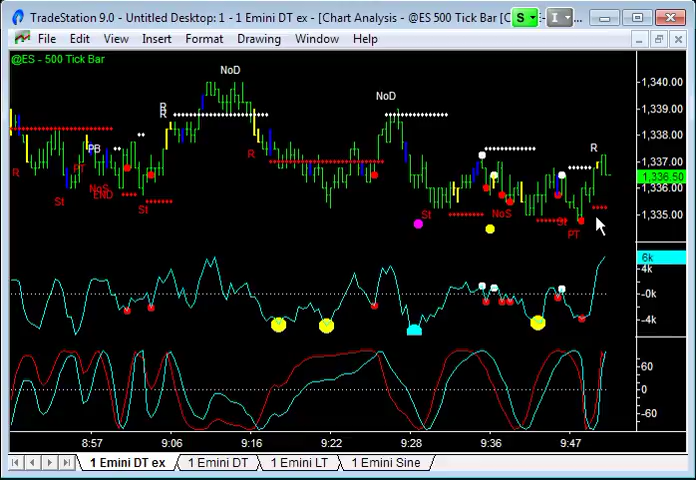 TradeStation 9.0 - Untitled Desktop: 1 - 1 Emini DT ex - [Chart Analysis - @ES 500 Tick Bar [C
S
I
File Edit View Insert Format Drawing Window Help
@ES - 500 Tick Bar
NoD
NoD
R
R
PB
R
R
R
PT
NoS
END
St
St
St
NoS
St
PT
1,340.00
1,339.00
1,338.00
1,337.00
1,336.50
1,336.00
1,335.00
6k
4k
-0k
-4k
60
0
-60
8:57 9:06 9:16 9:22 9:28 9:36 9:47
1 Emini DT ex 1 Emini DT 1 Emini LT 1 Emini Sine